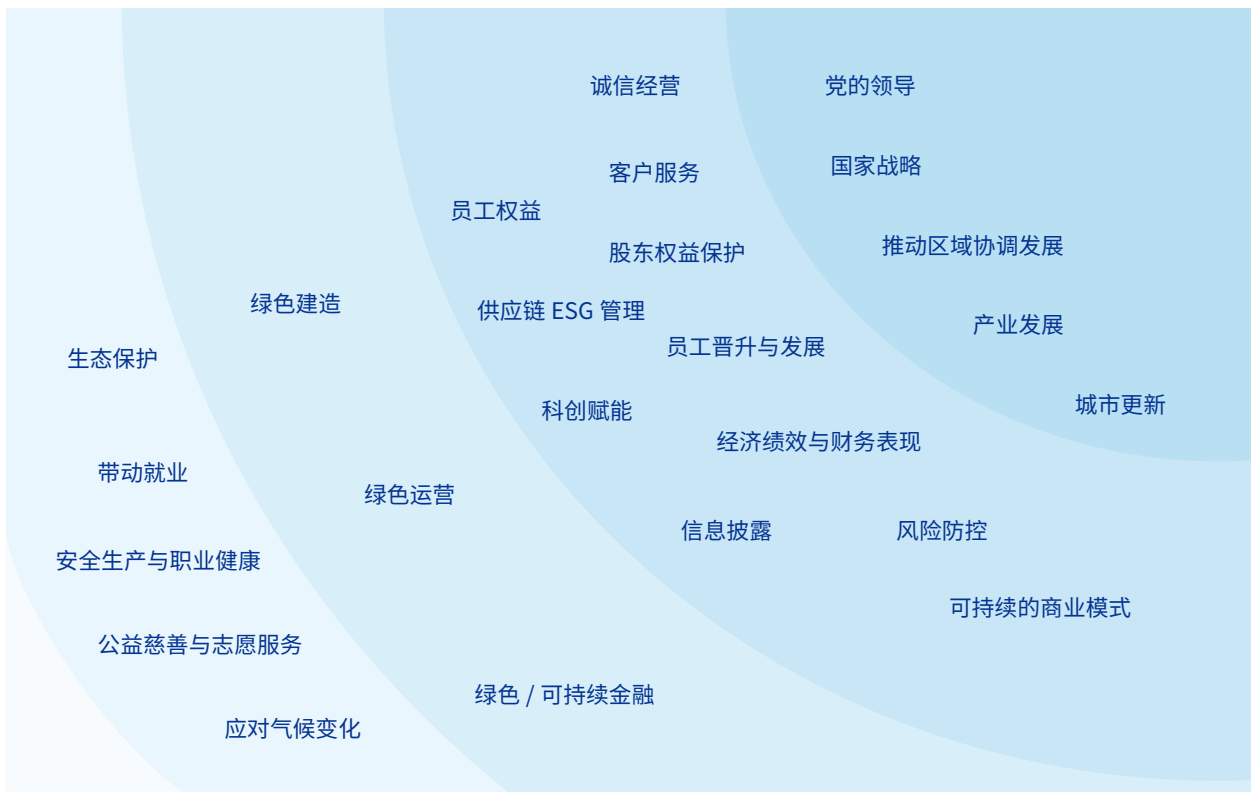 诚信经营
党的领导
国家战略
客户服务
员工权益
推动区域协调发展
股东权益保护
绿色建造
供应链 ESG 管理
产业发展
员工晋升与发展
生态保护
城市更新
科创赋能
经济绩效与财务表现
带动就业
绿色运营
信息披露
风险防控
安全生产与职业健康
可持续的商业模式
公益慈善与志愿服务
绿色 / 可持续金融
应对气候变化